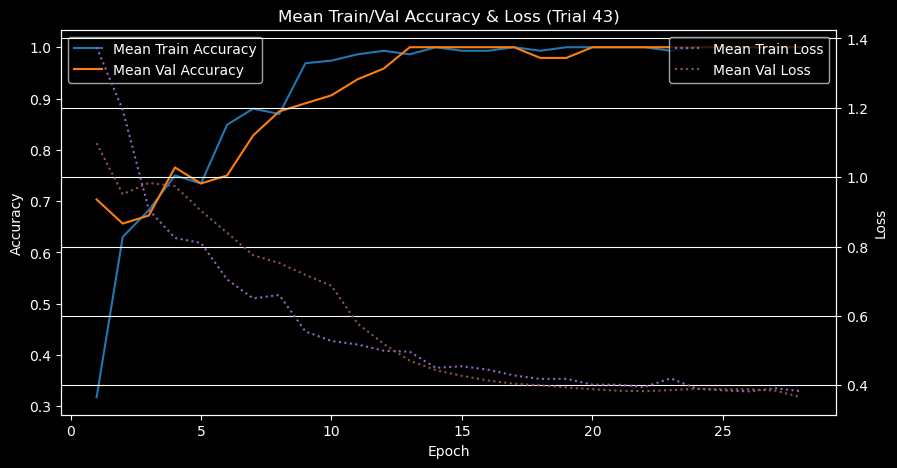 Mean Train/Val Accuracy & Loss (Trial 43)
Mean Train Accuracy
Mean Val Accuracy
Mean Train Loss
Mean Val Loss
1.0
0.9
0.8
0.7
0.6
0.5
0.4
0.3
Accuracy
1.4
1.2
1.0
0.8
0.6
0.4
Loss
0 5 10 15 20 25
Epoch